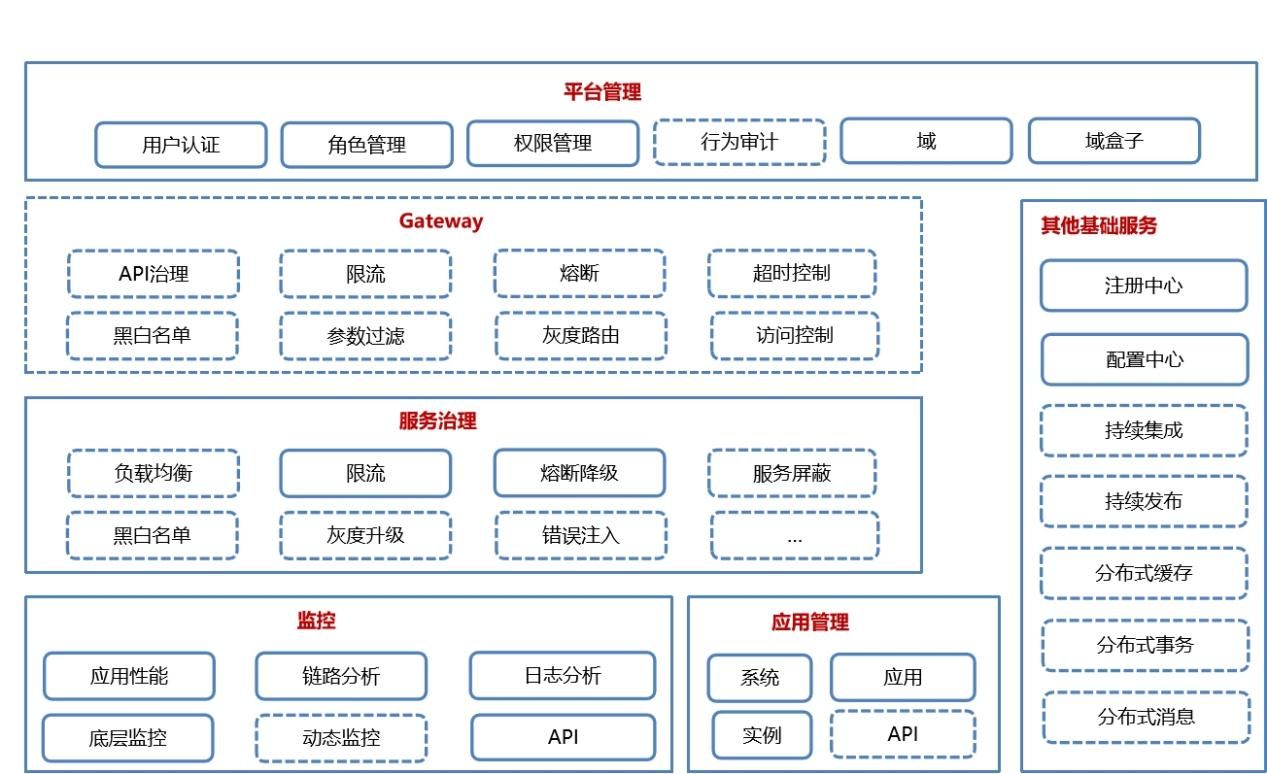 平台管理
用户认证
角色管理
权限管理
行为审计
域
域盒子
Gateway
API治理
限流
熔断
超时控制
黑白名单
参数过滤
灰度路由
访问控制
服务治理
负载均衡
限流
熔断降级
服务屏蔽
黑白名单
灰度升级
错误注入
...
监控
应用性能
链路分析
日志分析
底层监控
动态监控
API
应用管理
系统
应用
实例
API
其他基础服务
注册中心
配置中心
持续集成
持续发布
分布式缓存
分布式事务
分布式消息